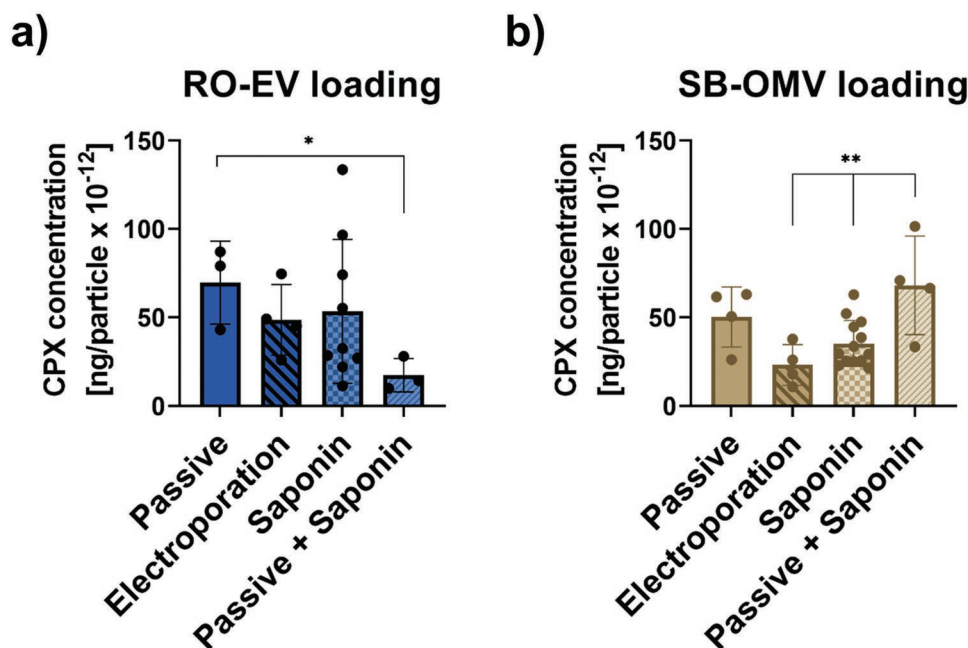 a)
RO-EV loading
CPX concentration
[ng/particle x 10⁻¹²]
150
100
50
0
*
Passive
Electroporation
Saponin
Passive + Saponin
b)
SB-OMV loading
CPX concentration
[ng/particle x 10⁻¹²]
150
100
50
0
**
Passive
Electroporation
Saponin
Passive + Saponin